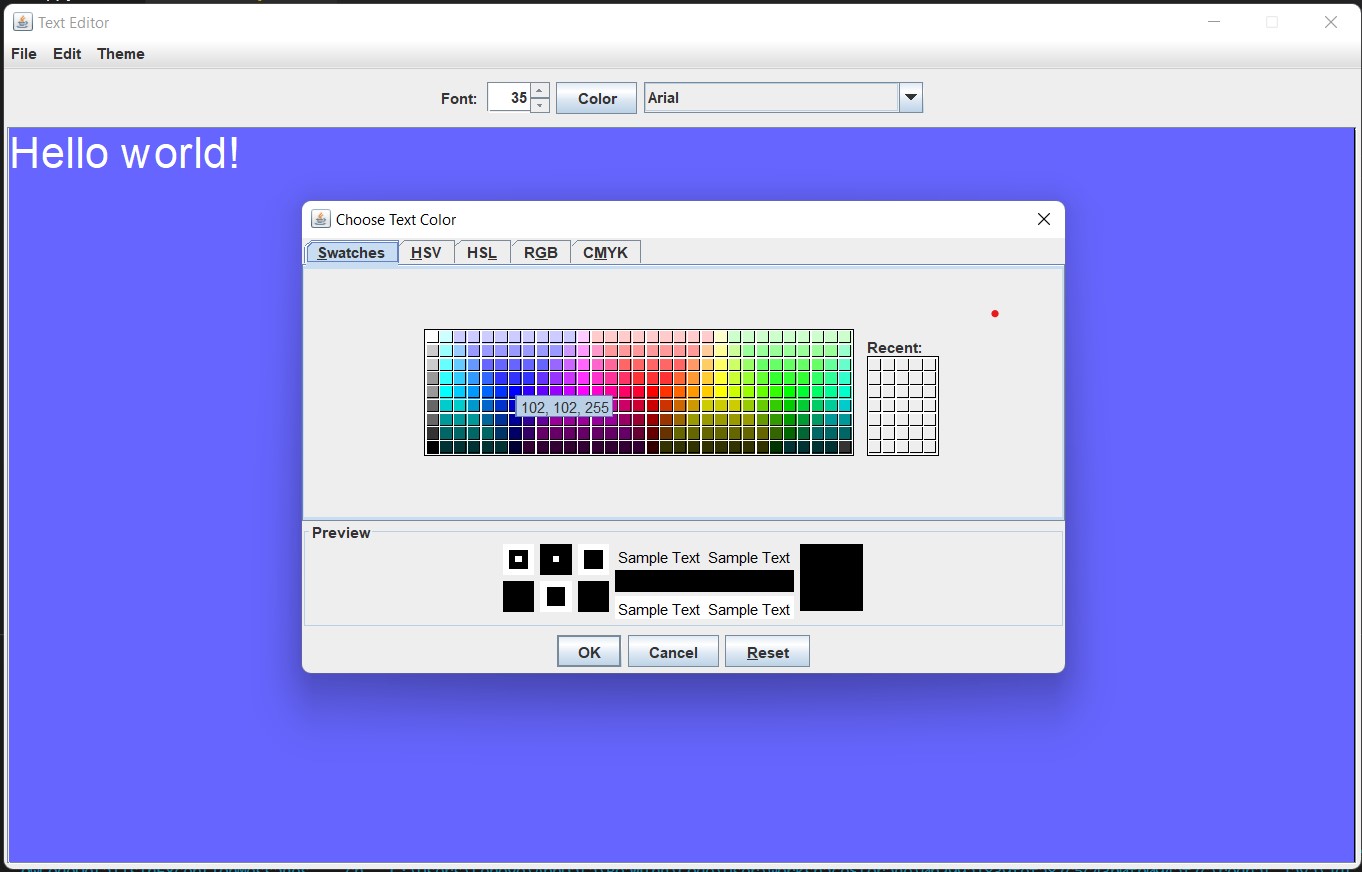 Text Editor
File Edit Theme
Font: 35 Color Arial
Hello world!
Choose Text Color
Swatches HSV HSL RGB CMYK
Recent:
102, 102, 255
Preview
Sample Text Sample Text
Sample Text Sample Text
OK Cancel Reset